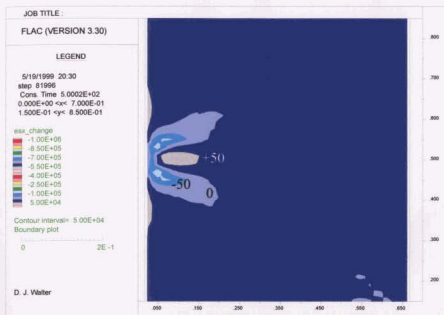 JOB TITLE :
FLAC (VERSION 3.30)
LEGEND
5/19/1999 20:30
step 81996
Cons. Time 5.0002E+02
0.000E+00 <x< 7.000E-01
1.500E-01 <y< 8.500E-01
esx_change
-1.00E+06
-8.50E+05
-7.00E+05
-5.50E+05
-4.00E+05
-2.50E+05
-1.00E+05
5.00E+04
Contour interval= 5.00E+04
Boundary plot
0 2E -1
D. J. Walter
+50
-50
0
.800
.700
.600
.500
.400
.300
.200
.050 .150 .250 .350 .450 .550 .650